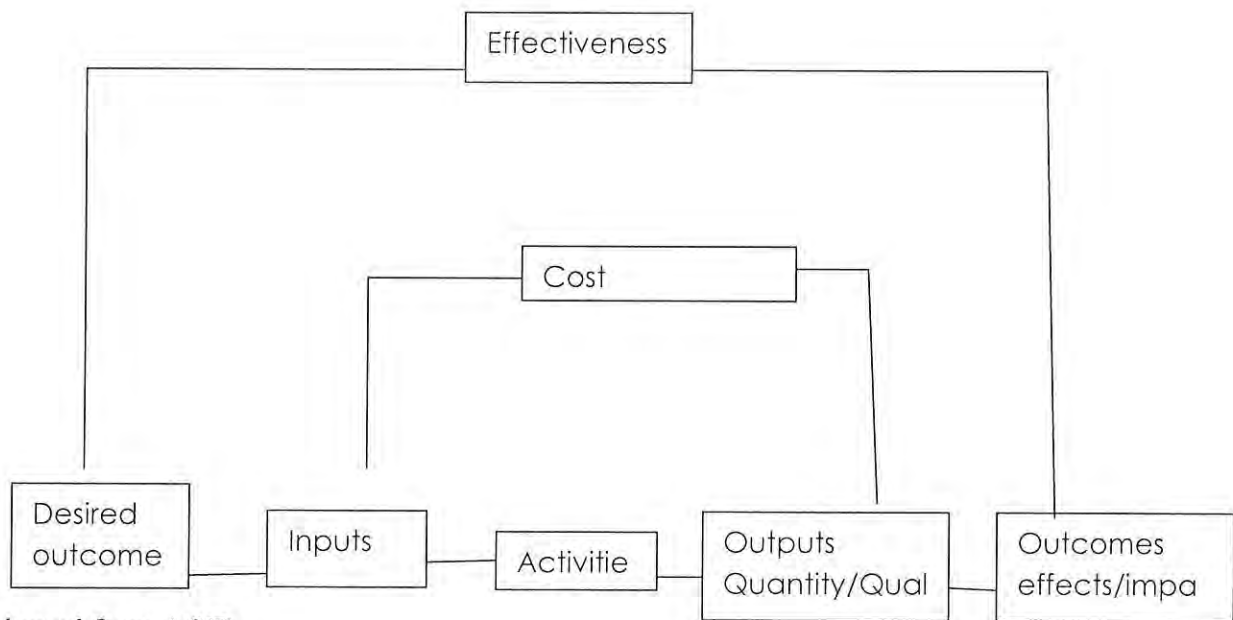 Effectiveness
Cost
Desired
outcome
Inputs
Activitie
Outputs
Quantity/Qual
Outcomes
effects/impa